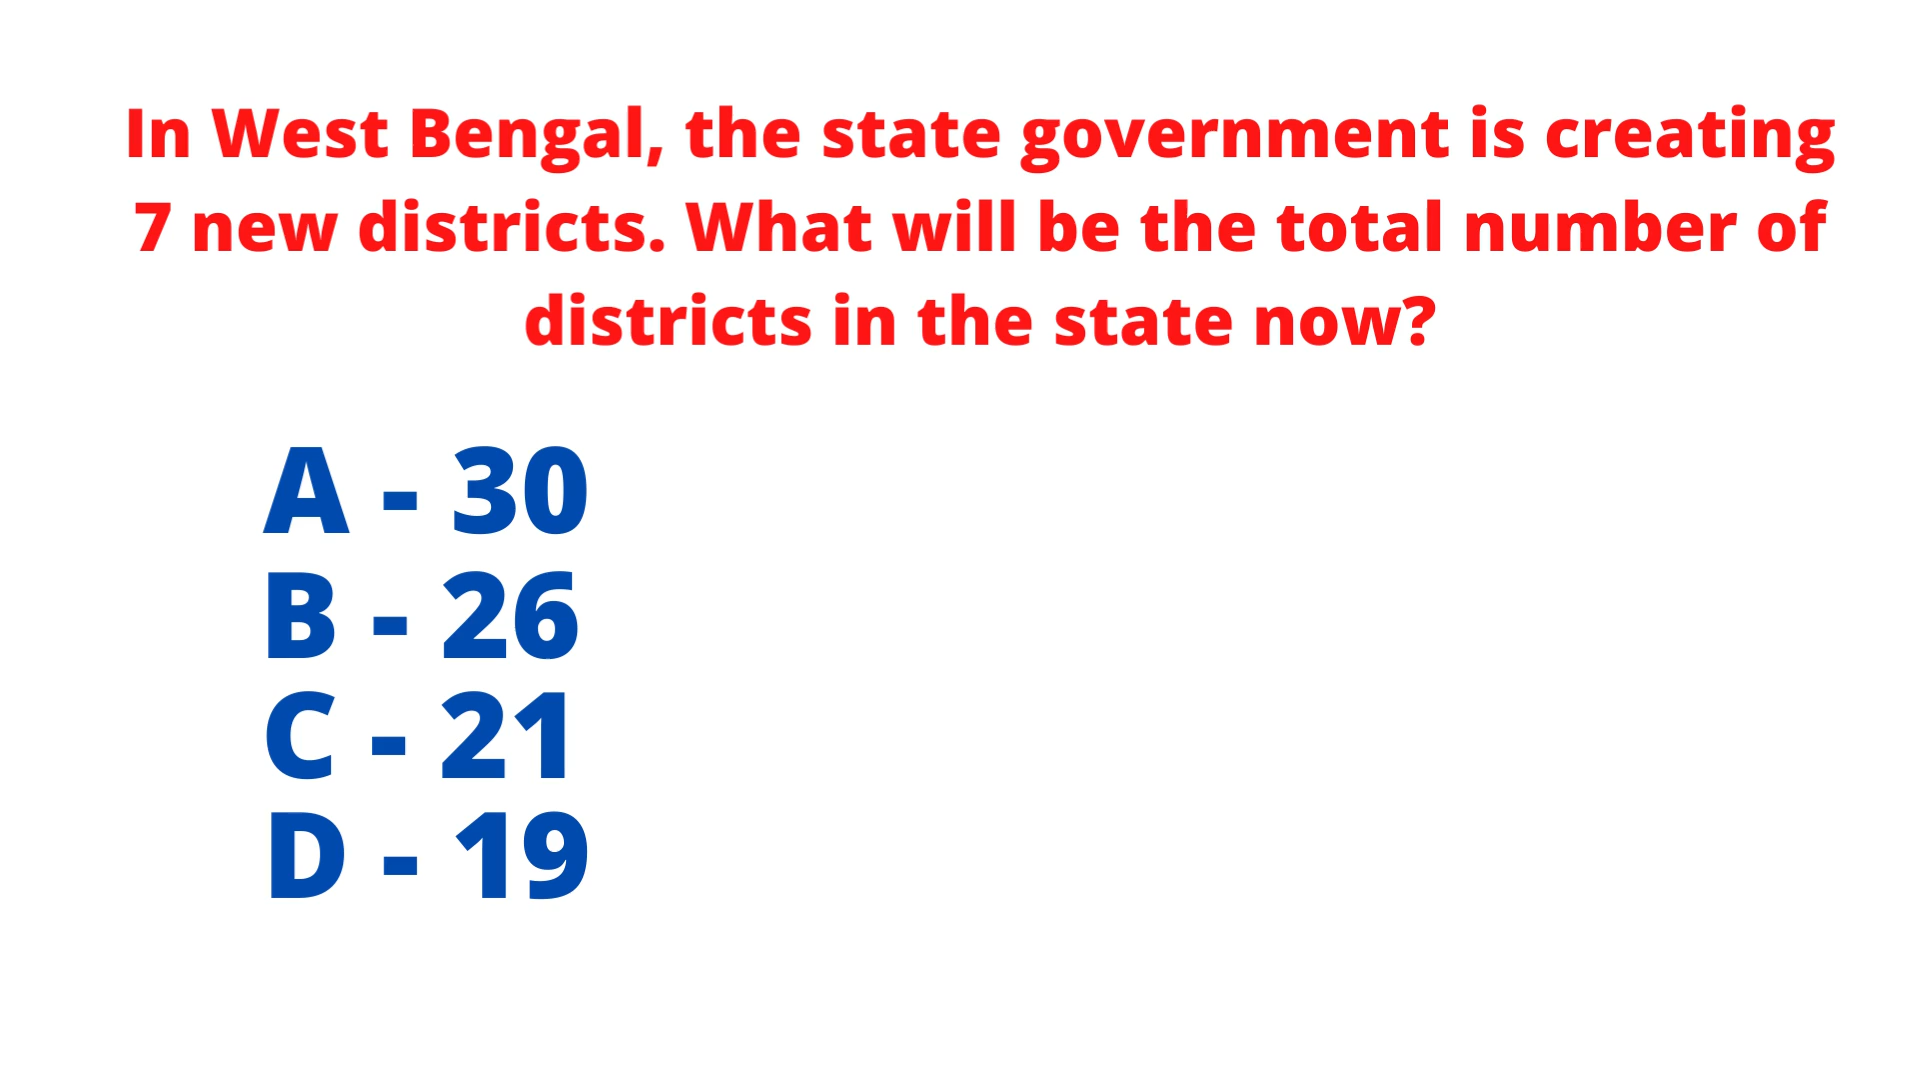 In West Bengal, the state government is creating
7 new districts. What will be the total number of
districts in the state now?
A - 30
B - 26
C - 21
D - 19